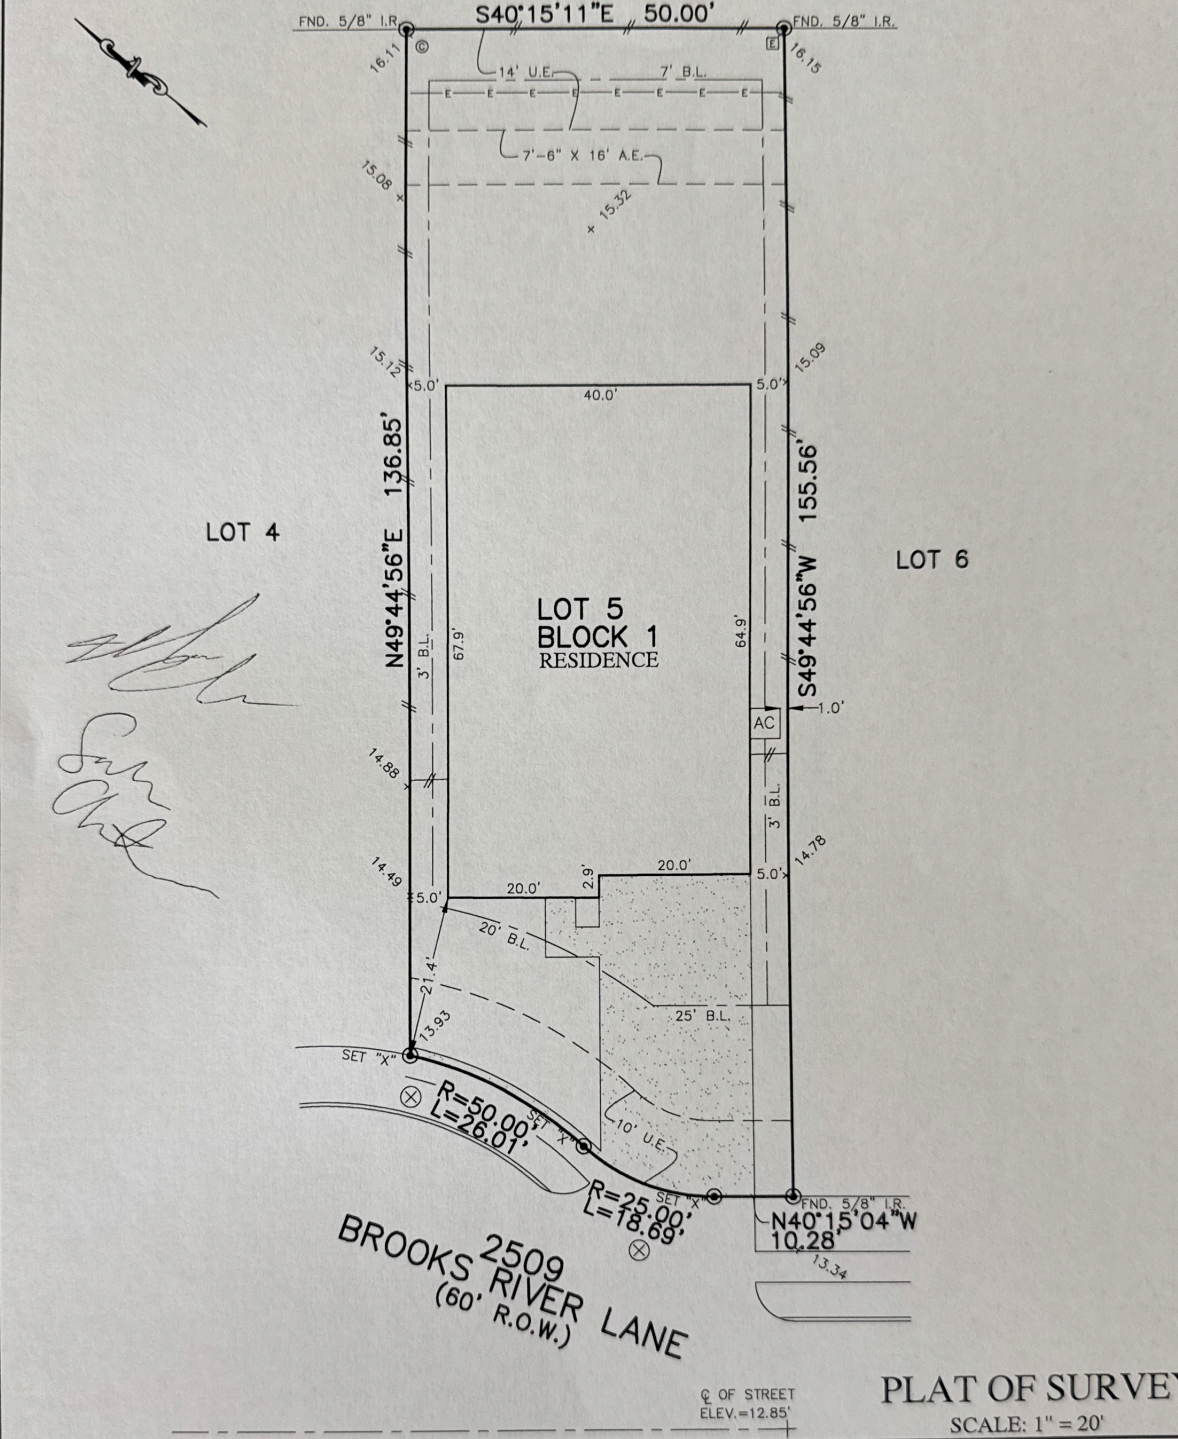 S40°15'11"E 50.00'
FND. 5/8" I.R.
FND. 5/8" I.R.
16.11
©
E
16.15
14' U.E.
7' B.L.
E E E E E E E E
7'-6" X 16' A.E.
15.08
15.32
15.12
15.09
5.0'
40.0'
5.0'
N49°44'56"E 136.85'
S49°44'56"W 155.56'
LOT 4
LOT 6
LOT 5
BLOCK 1
RESIDENCE
3' B.L.
67.9'
64.9'
AC
1.0'
14.88
3' B.L.
14.78
14.49
5.0'
20.0'
2.9'
20.0'
5.0'
20' B.L.
21.4'
25' B.L.
13.93
SET "X"
R=50.00'
L=26.01'
SET "X"
10' U.E.
R=25.00'
L=18.69'
SET "X"
FND. 5/8" I.R.
N40°15'04"W
10.28'
13.34
2509
BROOKS RIVER LANE
(60' R.O.W.)
℄ OF STREET
ELEV.=12.85'
PLAT OF SURVEY
SCALE: 1" = 20'